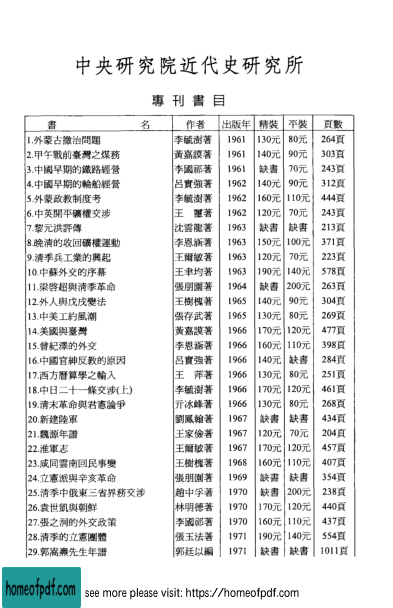 中央研究院近代史研究所
專刊書目
書 名 作者 出版年 精裝 平裝 頁數
1.外蒙古撤治問題 李毓澍著 1961 130元 80元 264頁
2.甲午戰前臺灣之煤務 黃嘉謨著 1961 140元 90元 303頁
3.中國早期的鐵路經營 李國祁著 1961 缺書 70元 243頁
4.中國早期的輪船經營 呂實強著 1962 140元 90元 312頁
5.外蒙政教制度考 李毓澍著 1962 160元 110元 444頁
6.中英開平礦權交涉 王 璽著 1962 120元 70元 243頁
7.黎元洪評傳 沈雲龍著 1963 缺書 缺書 213頁
8.晚清的收回礦權運動 李恩涵著 1963 150元 100元 371頁
9.清季兵工業的興起 王爾敏著 1963 120元 70元 223頁
10.中蘇外交的序幕 王聿均著 1963 190元 140元 578頁
11.梁啓超與清季革命 張朋園著 1964 缺書 200元 263頁
12.外人與戊戌變法 王樹槐著 1965 140元 90元 304頁
13.中美工約風潮 張存武著 1965 130元 80元 269頁
14.美國與臺灣 黃嘉謨著 1966 170元 120元 477頁
15.曾紀澤的外交 李恩涵著 1966 160元 110元 398頁
16.中國官紳反教的原因 呂實強著 1966 140元 缺書 284頁
17.西方曆算學之輸入 王 萍著 1966 130元 80元 251頁
18.中日二十一條交涉(上) 李毓澍著 1966 170元 120元 461頁
19.清末革命與君憲論爭 亓冰峰著 1966 130元 80元 268頁
20.新建陸軍 劉鳳翰著 1967 缺書 缺書 434頁
21.魏源年譜 王家儉著 1967 120元 70元 204頁
22.淮軍志 王爾敏著 1967 170元 120元 457頁
23.咸同雲南回民事變 王樹槐著 1968 160元 110元 407頁
24.立憲派與辛亥革命 張朋園著 1969 缺書 缺書 354頁
25.清季中俄東三省界務交涉 趙中孚著 1970 缺書 200元 238頁
26.袁世凱與朝鮮 林明德著 1970 170元 120元 440頁
27.張之洞的外交政策 李國祁著 1970 160元 110元 437頁
28.清季的立憲團體 張玉法著 1971 190元 140元 554頁
29.郭嵩燾先生年譜 郭廷以編 1971 缺書 缺書 1011頁
homeofpdf.com
see more please visit: https://homeofpdf.com